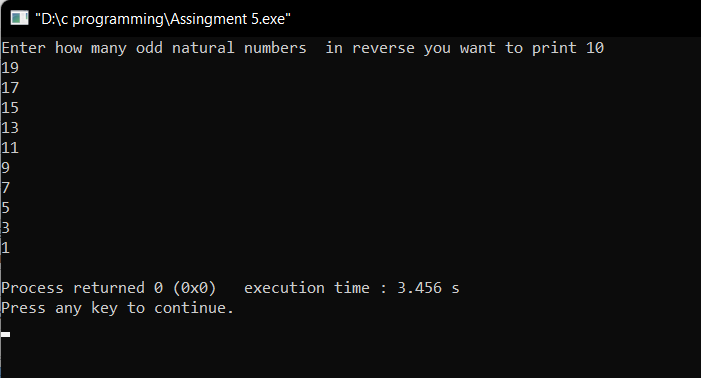 "D:\c programming\Assingment 5.exe"
Enter how many odd natural numbers  in reverse you want to print 10
19
17
15
13
11
9
7
5
3
1
Process returned 0 (0x0)   execution time : 3.456 s
Press any key to continue.